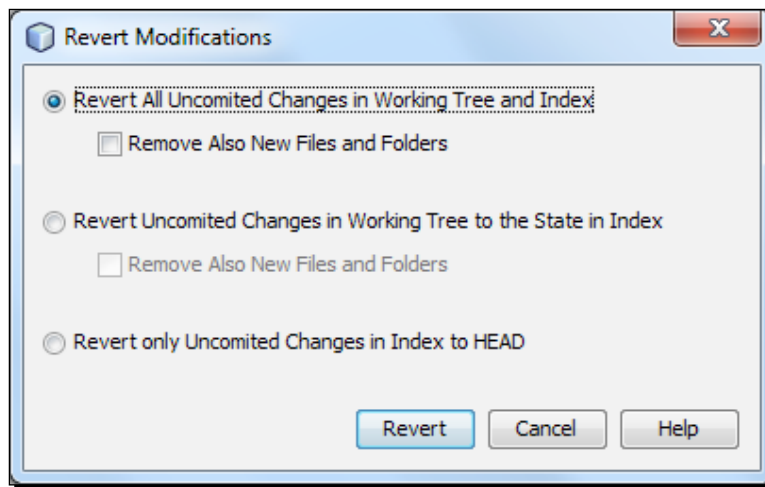 Revert Modifications
Revert All Uncomited Changes in Working Tree and Index
Remove Also New Files and Folders
Revert Uncomited Changes in Working Tree to the State in Index
Remove Also New Files and Folders
Revert only Uncomited Changes in Index to HEAD
Revert Cancel Help